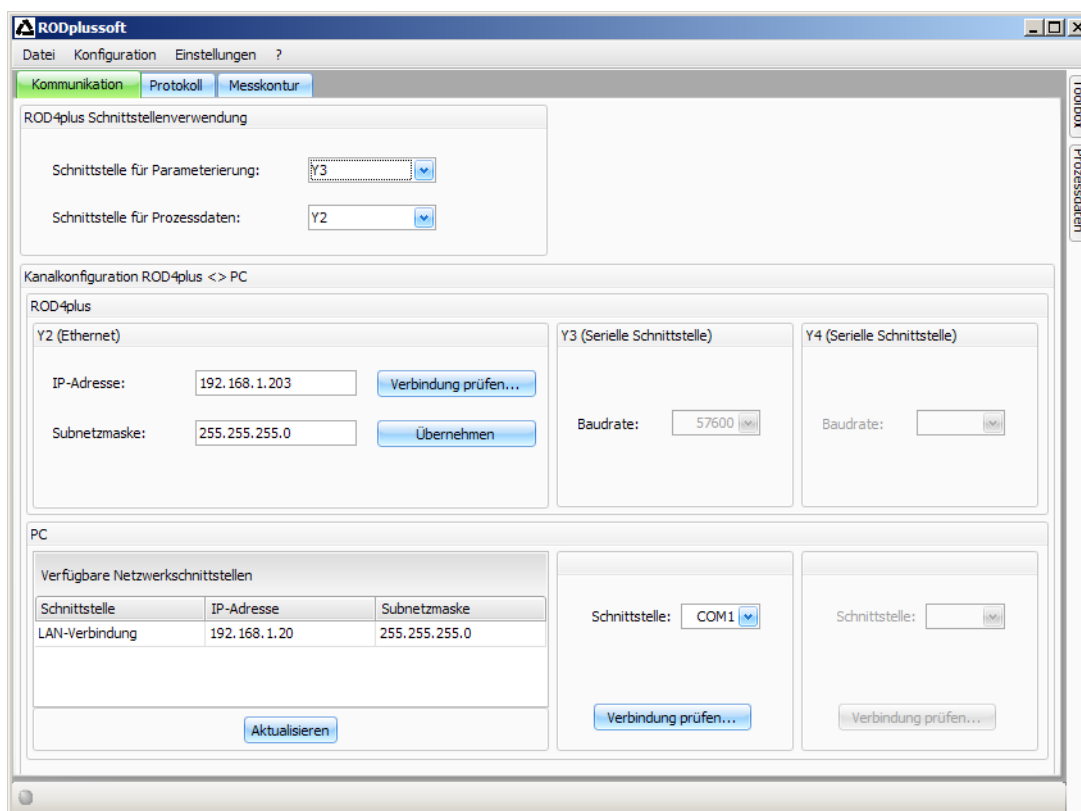 RODplussoft
Datei Konfiguration Einstellungen ?
Kommunikation Protokoll Messkontur
Toolbox
Prozessdaten
ROD4plus Schnittstellenverwendung
Schnittstelle für Parameterierung: Y3
Schnittstelle für Prozessdaten: Y2
Kanalkonfiguration ROD4plus <> PC
ROD4plus
Y2 (Ethernet) Y3 (Serielle Schnittstelle) Y4 (Serielle Schnittstelle)
IP-Adresse: 192.168.1.203 Verbindung prüfen...
Baudrate: 57600 Baudrate:
Subnetzmaske: 255.255.255.0 Übernehmen
PC
Verfügbare Netzwerkschnittstellen
Schnittstelle IP-Adresse Subnetzmaske
LAN-Verbindung 192.168.1.20 255.255.255.0
Schnittstelle: COM1 Schnittstelle:
Verbindung prüfen... Verbindung prüfen...
Aktualisieren